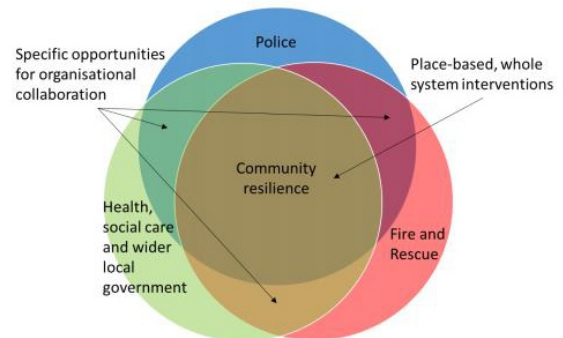 Police
Specific opportunities
for organisational
collaboration
Place-based, whole
system interventions
Community
resilience
Health,
social care
and wider
local
government
Fire and
Rescue